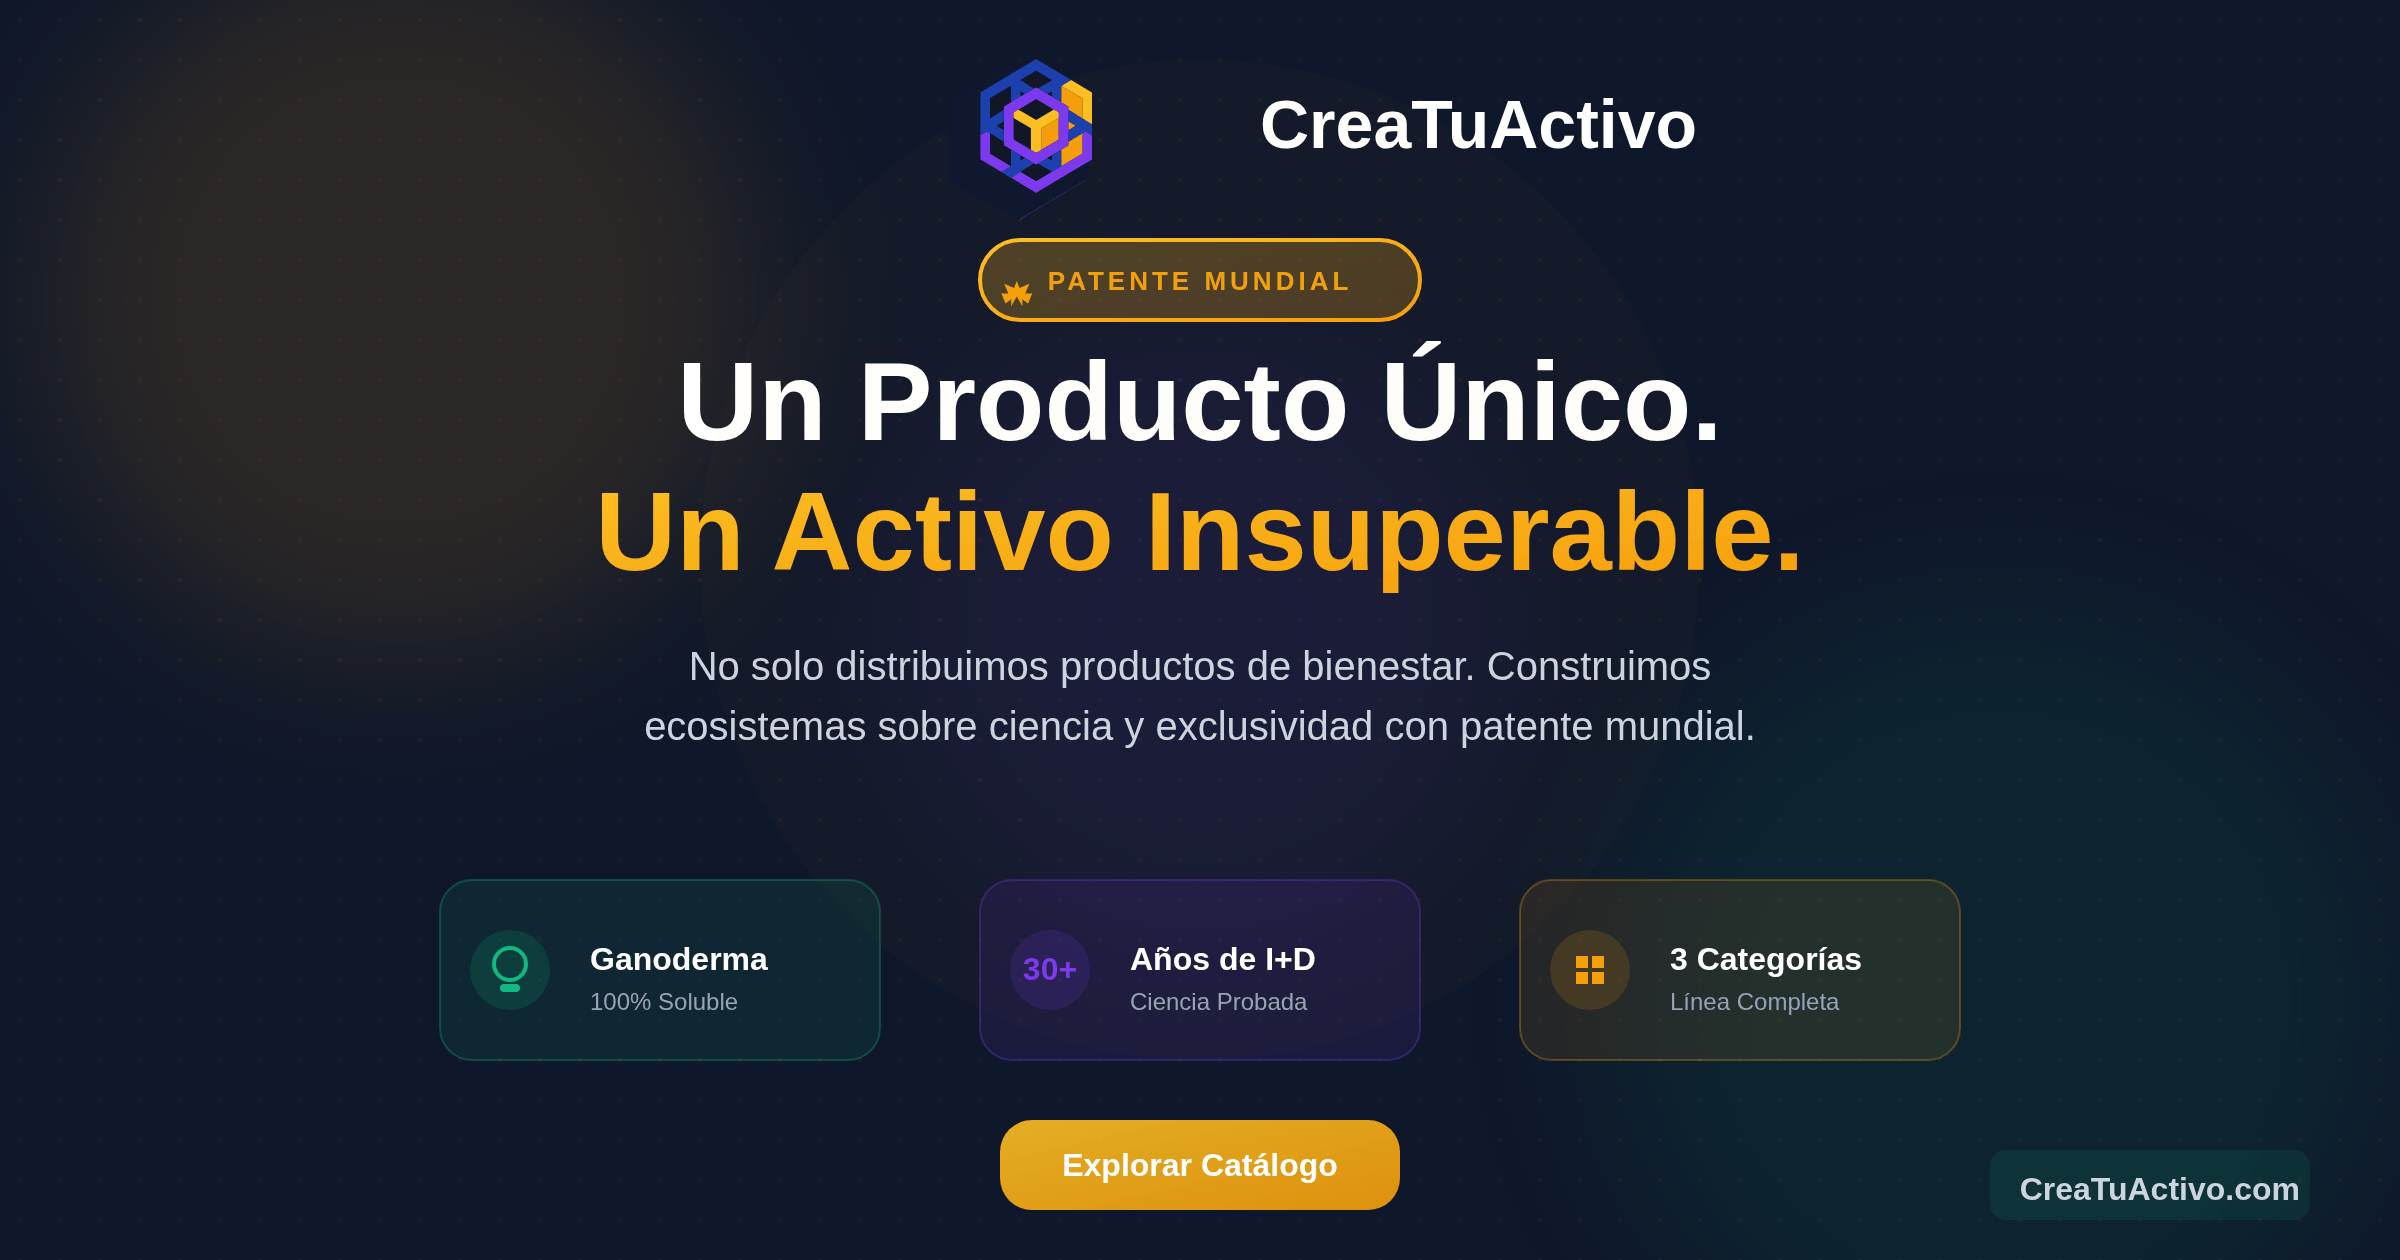 CreaTuActivo
PATENTE MUNDIAL
Un Producto Único.
Un Activo Insuperable.
No solo distribuimos productos de bienestar. Construimos
ecosistemas sobre ciencia y exclusividad con patente mundial.
Ganoderma
100% Soluble
30+
Años de I+D
Ciencia Probada
3 Categorías
Línea Completa
Explorar Catálogo
CreaTuActivo.com